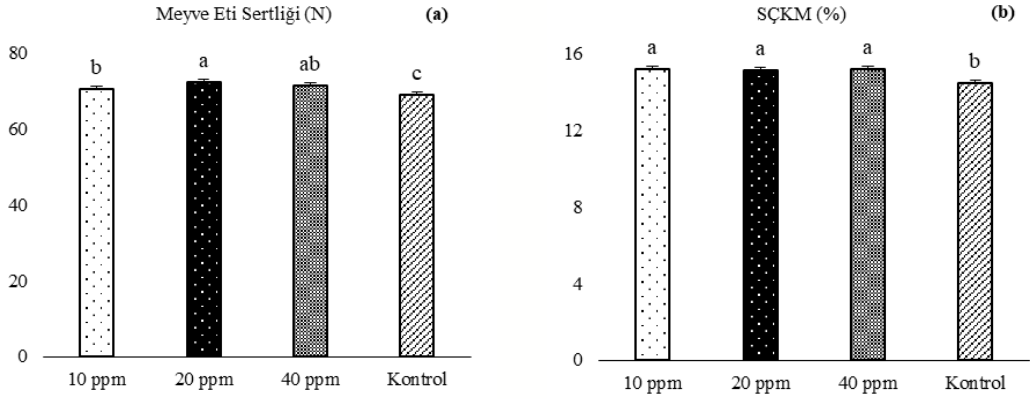 Meyve Eti Sertliği (N) (a)
80
60
40
20
0
b a ab c
10 ppm 20 ppm 40 ppm Kontrol
SÇKM (%) (b)
16
12
8
4
0
a a a b
10 ppm 20 ppm 40 ppm Kontrol